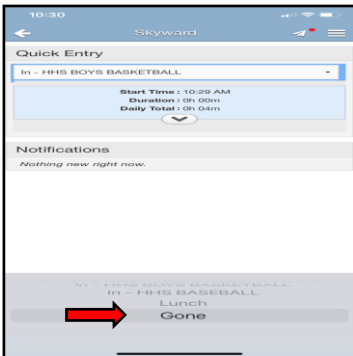 10:30
Skyward
Quick Entry
In - HHS BOYS BASKETBALL
Start Time : 10:29 AM
Duration : 0h 00m
Daily Total : 0h 04m
Notifications
Nothing new right now.
In - HHS BOYS BASKETBALL
In - HHS BASEBALL
Lunch
Gone